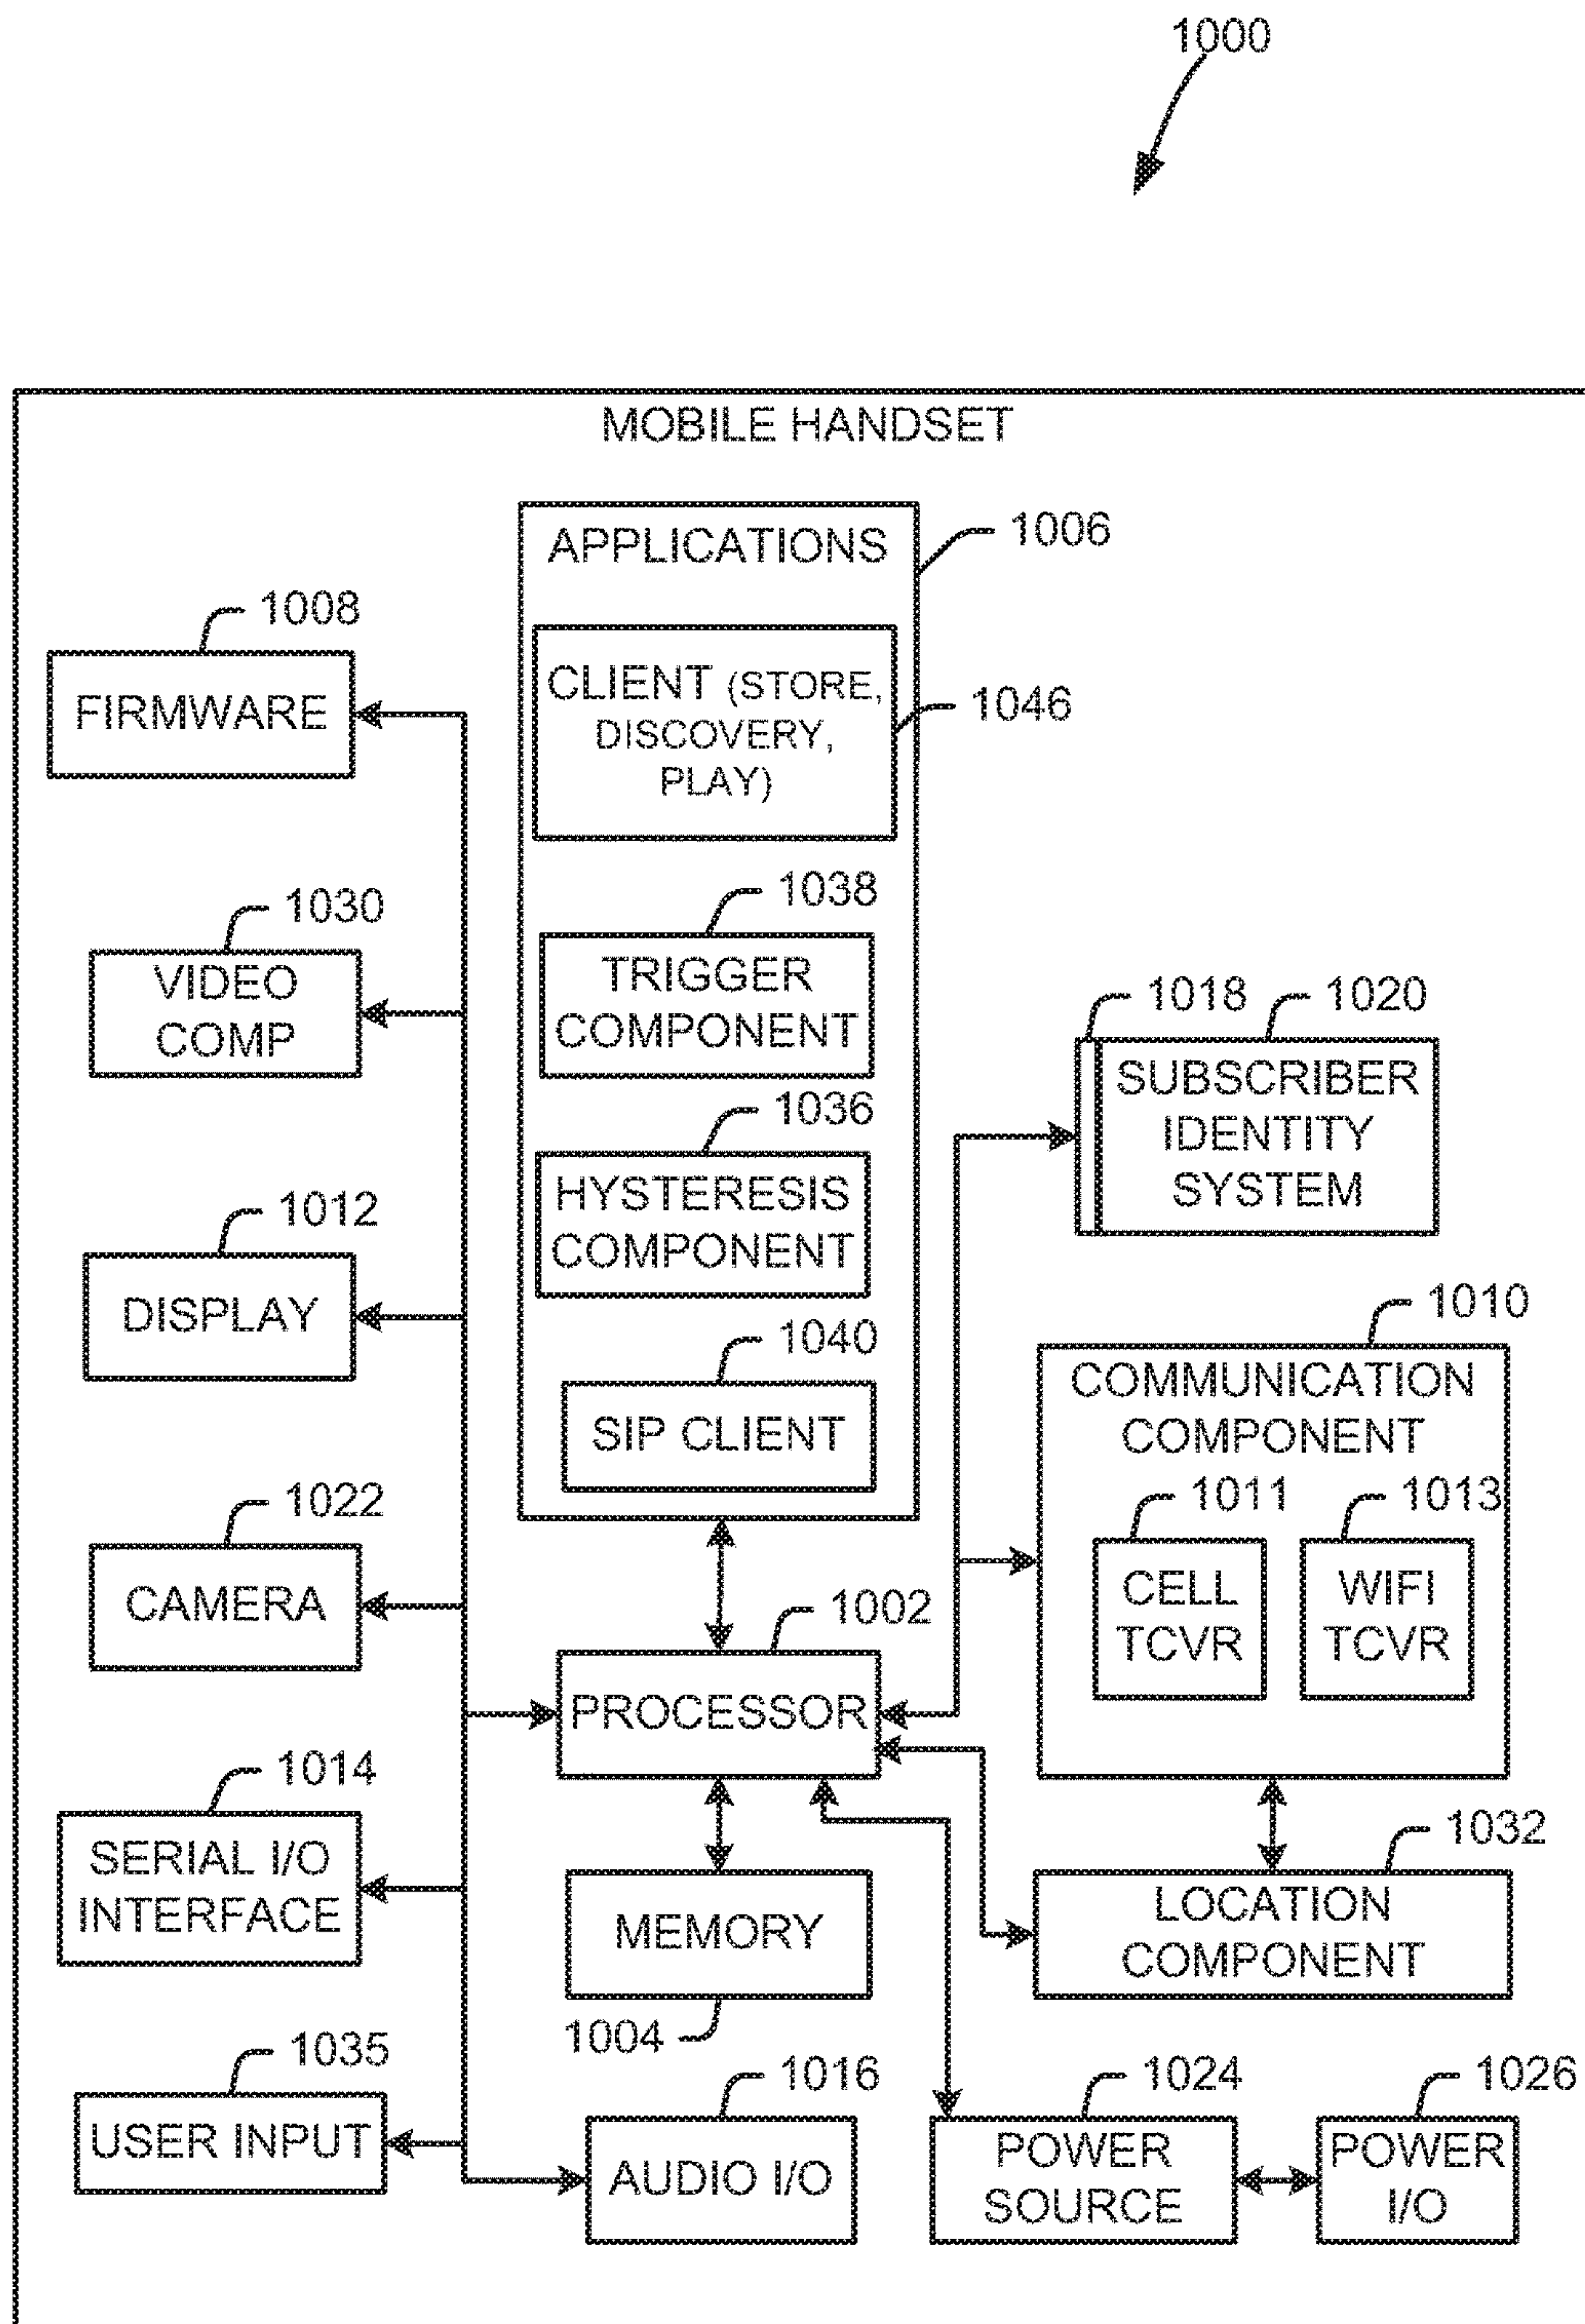 1000
MOBILE HANDSET
APPLICATIONS
1006
CLIENT (STORE,
DISCOVERY,
PLAY)
1046
1038
TRIGGER
COMPONENT
1036
HYSTERESIS
COMPONENT
1040
SIP CLIENT
1008
FIRMWARE
1030
VIDEO
COMP
1012
DISPLAY
1022
CAMERA
1014
SERIAL I/O
INTERFACE
1035
USER INPUT
1002
PROCESSOR
MEMORY
1004
1016
AUDIO I/O
1018
1020
SUBSCRIBER
IDENTITY
SYSTEM
1010
COMMUNICATION
COMPONENT
1011
CELL
TCVR
1013
WIFI
TCVR
1032
LOCATION
COMPONENT
1024
POWER
SOURCE
1026
POWER
I/O